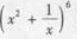 (x² + 1/x)⁶